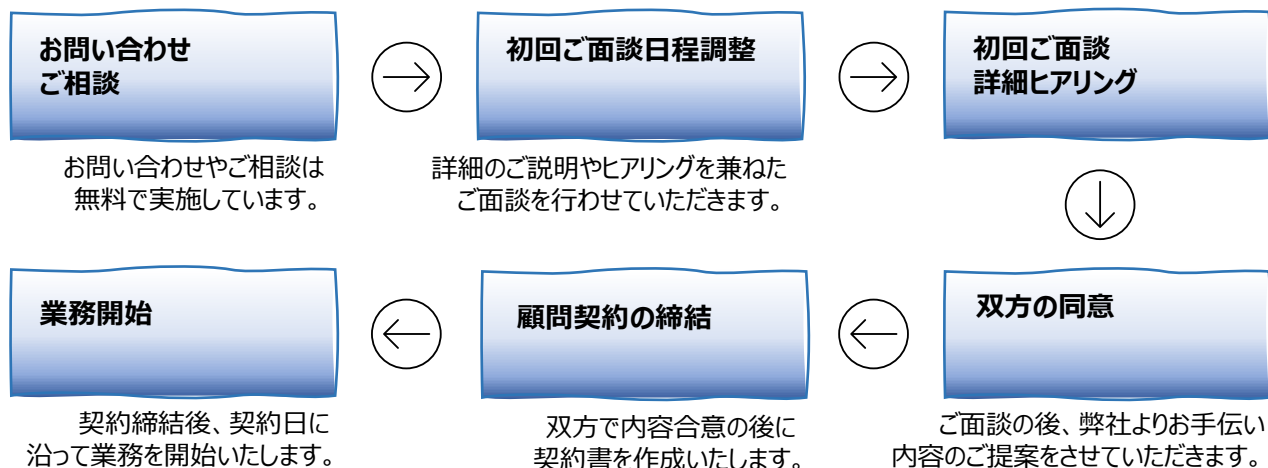 お問い合わせ
ご相談
お問い合わせやご相談は
無料で実施しています。
初回ご面談日程調整
詳細のご説明やヒアリングを兼ねた
ご面談を行わせていただきます。
初回ご面談
詳細ヒアリング
双方の同意
ご面談の後、弊社よりお手伝い
内容のご提案をさせていただきます。
顧問契約の締結
双方で内容合意の後に
契約書を作成いたします。
業務開始
契約締結後、契約日に
沿って業務を開始いたします。